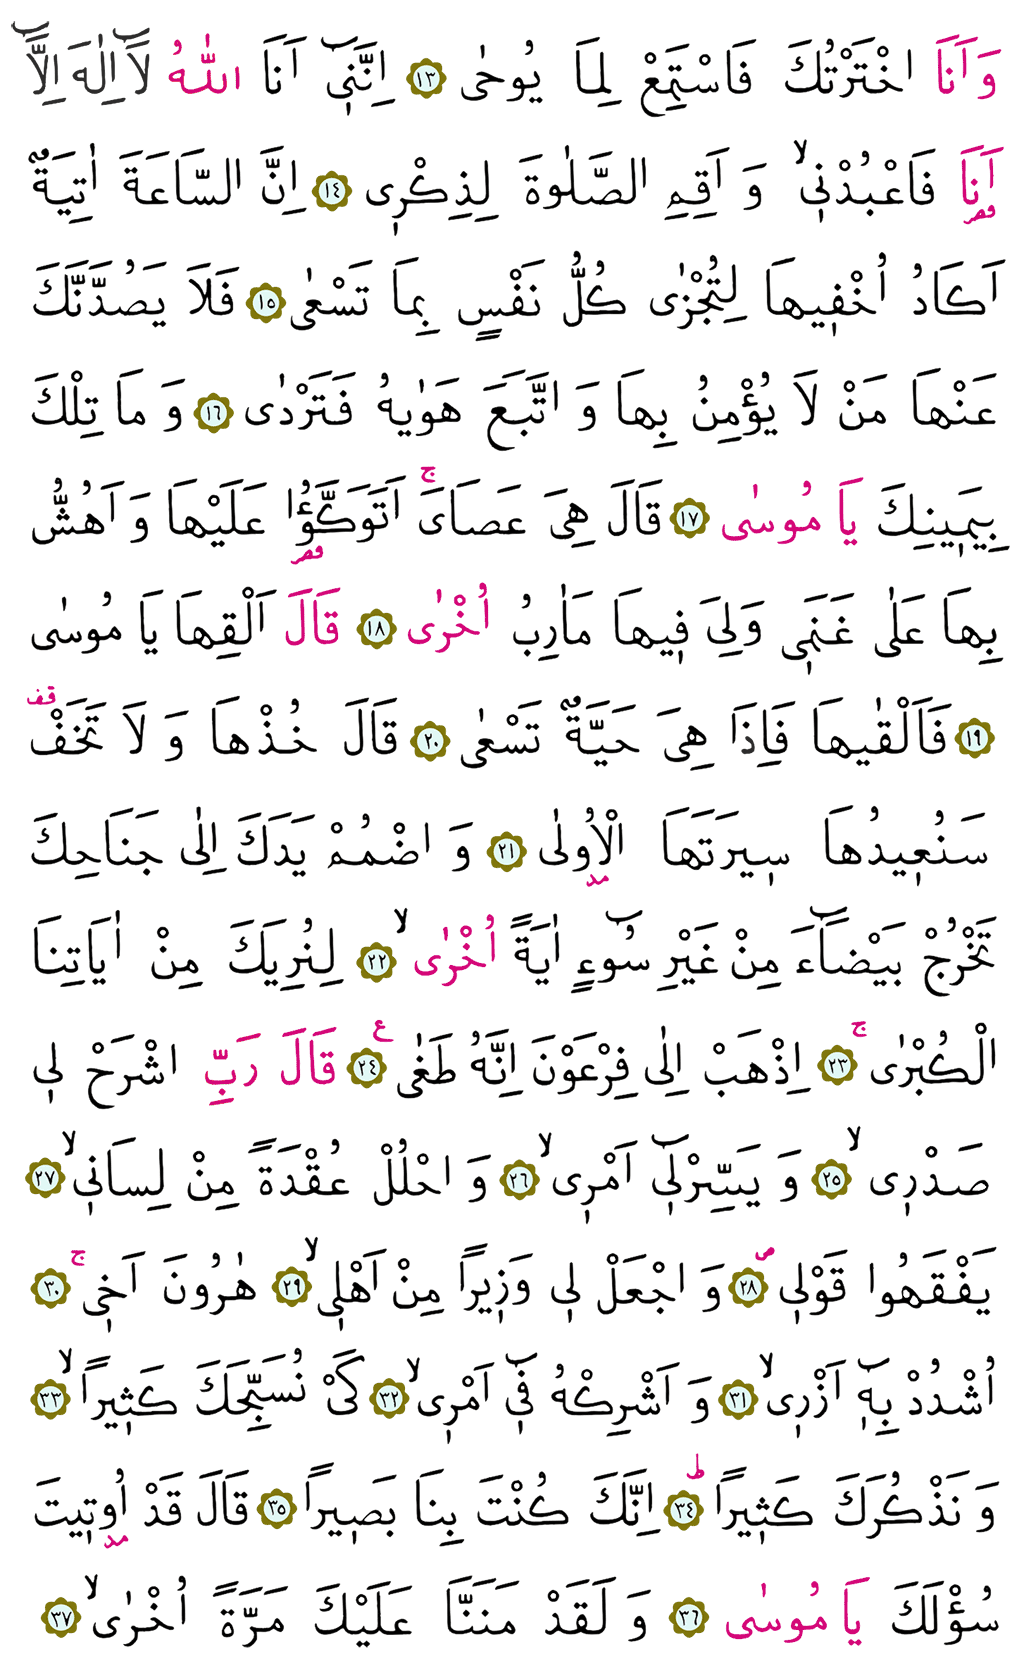 وَاَنَا اخْتَرْتُكَ فَاسْتَمِعْ لِمَا يُوحٰى ﴿١٣﴾ اِنَّنٖٓي اَنَا اللّٰهُ لَٓا اِلٰهَ اِلَّٓا
اَنَا۬ فَاعْبُدْنٖيۙ وَ اَقِمِ الصَّلٰوةَ لِذِكْرٖي ﴿١٤﴾ اِنَّ السَّاعَةَ اٰتِيَةٌ
اَكَادُ اُخْفٖيهَا لِتُجْزٰى كُلُّ نَفْسٍ بِمَا تَسْعٰى ﴿١٥﴾ فَلَا يَصُدَّنَّكَ
عَنْهَا مَنْ لَا يُؤْمِنُ بِهَا وَ اتَّبَعَ هَوٰيهُ فَتَرْدٰى ﴿١٦﴾ وَ مَا تِلْكَ
بِيَمٖينِكَ يَا مُوسٰى ﴿١٧﴾ قَالَ هِيَ عَصَايَۚ اَتَوَكَّؤُ۬ا عَلَيْهَا وَ اَهُشُّ
بِهَا عَلٰى غَنَمٖي وَلِيَ فٖيهَا مَاٰرِبُ اُخْرٰى ﴿١٨﴾ قَالَ اَلْقِهَا يَا مُوسٰى
﴿١٩﴾ فَاَلْقٰيهَا فَاِذَا هِيَ حَيَّةٌ تَسْعٰى ﴿٢٠﴾ قَالَ خُذْهَا وَ لَا تَخَفْ۠
سَنُعٖيدُهَا سٖيرَتَهَا الْاُو۫لٰى ﴿٢١﴾ وَ اضْمُمْ يَدَكَ اِلٰى جَنَاحِكَ
تَخْرُجْ بَيْضَٓاءَ مِنْ غَيْرِ سُٓوءٍ اٰيَةً اُخْرٰىۙ ﴿٢٢﴾ لِنُرِيَكَ مِنْ اٰيَاتِنَا
الْكُبْرٰىۚ ﴿٢٣﴾ اِذْهَبْ اِلٰى فِرْعَوْنَ اِنَّهُ طَغٰى ﴿٢٤﴾ ع قَالَ رَبِّ اشْرَحْ لٖي
صَدْرٖيۙ ﴿٢٥﴾ وَ يَسِّرْلٖٓي اَمْرٖيۙ ﴿٢٦﴾ وَ احْلُلْ عُقْدَةً مِنْ لِسَانٖيۙ ﴿٢٧﴾
يَفْقَهُوا قَوْلٖيۖ ﴿٢٨﴾ وَ اجْعَلْ لٖي وَزٖيرًا مِنْ اَهْلٖيۙ ﴿٢٩﴾ هٰرُونَ اَخٖيۚ ﴿٣٠﴾
اُشْدُدْ بِهٖٓ اَزْرٖيۙ ﴿٣١﴾ وَ اَشْرِكْهُ فٖٓي اَمْرٖيۙ ﴿٣٢﴾ كَيْ نُسَبِّحَكَ كَثٖيرًاۙ ﴿٣٣﴾
وَ نَذْكُرَكَ كَثٖيرًاۜ ﴿٣٤﴾ اِنَّكَ كُنْتَ بِنَا بَصٖيرًا ﴿٣٥﴾ قَالَ قَدْ اُو۫تٖيتَ
سُؤْلَكَ يَا مُوسٰى ﴿٣٦﴾ وَ لَقَدْ مَنَنَّا عَلَيْكَ مَرَّةً اُخْرٰىۙ ﴿٣٧﴾